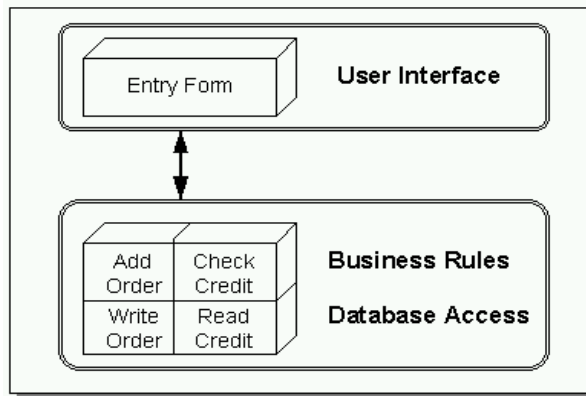 Entry Form
User Interface
Add Order
Check Credit
Business Rules
Write Order
Read Credit
Database Access